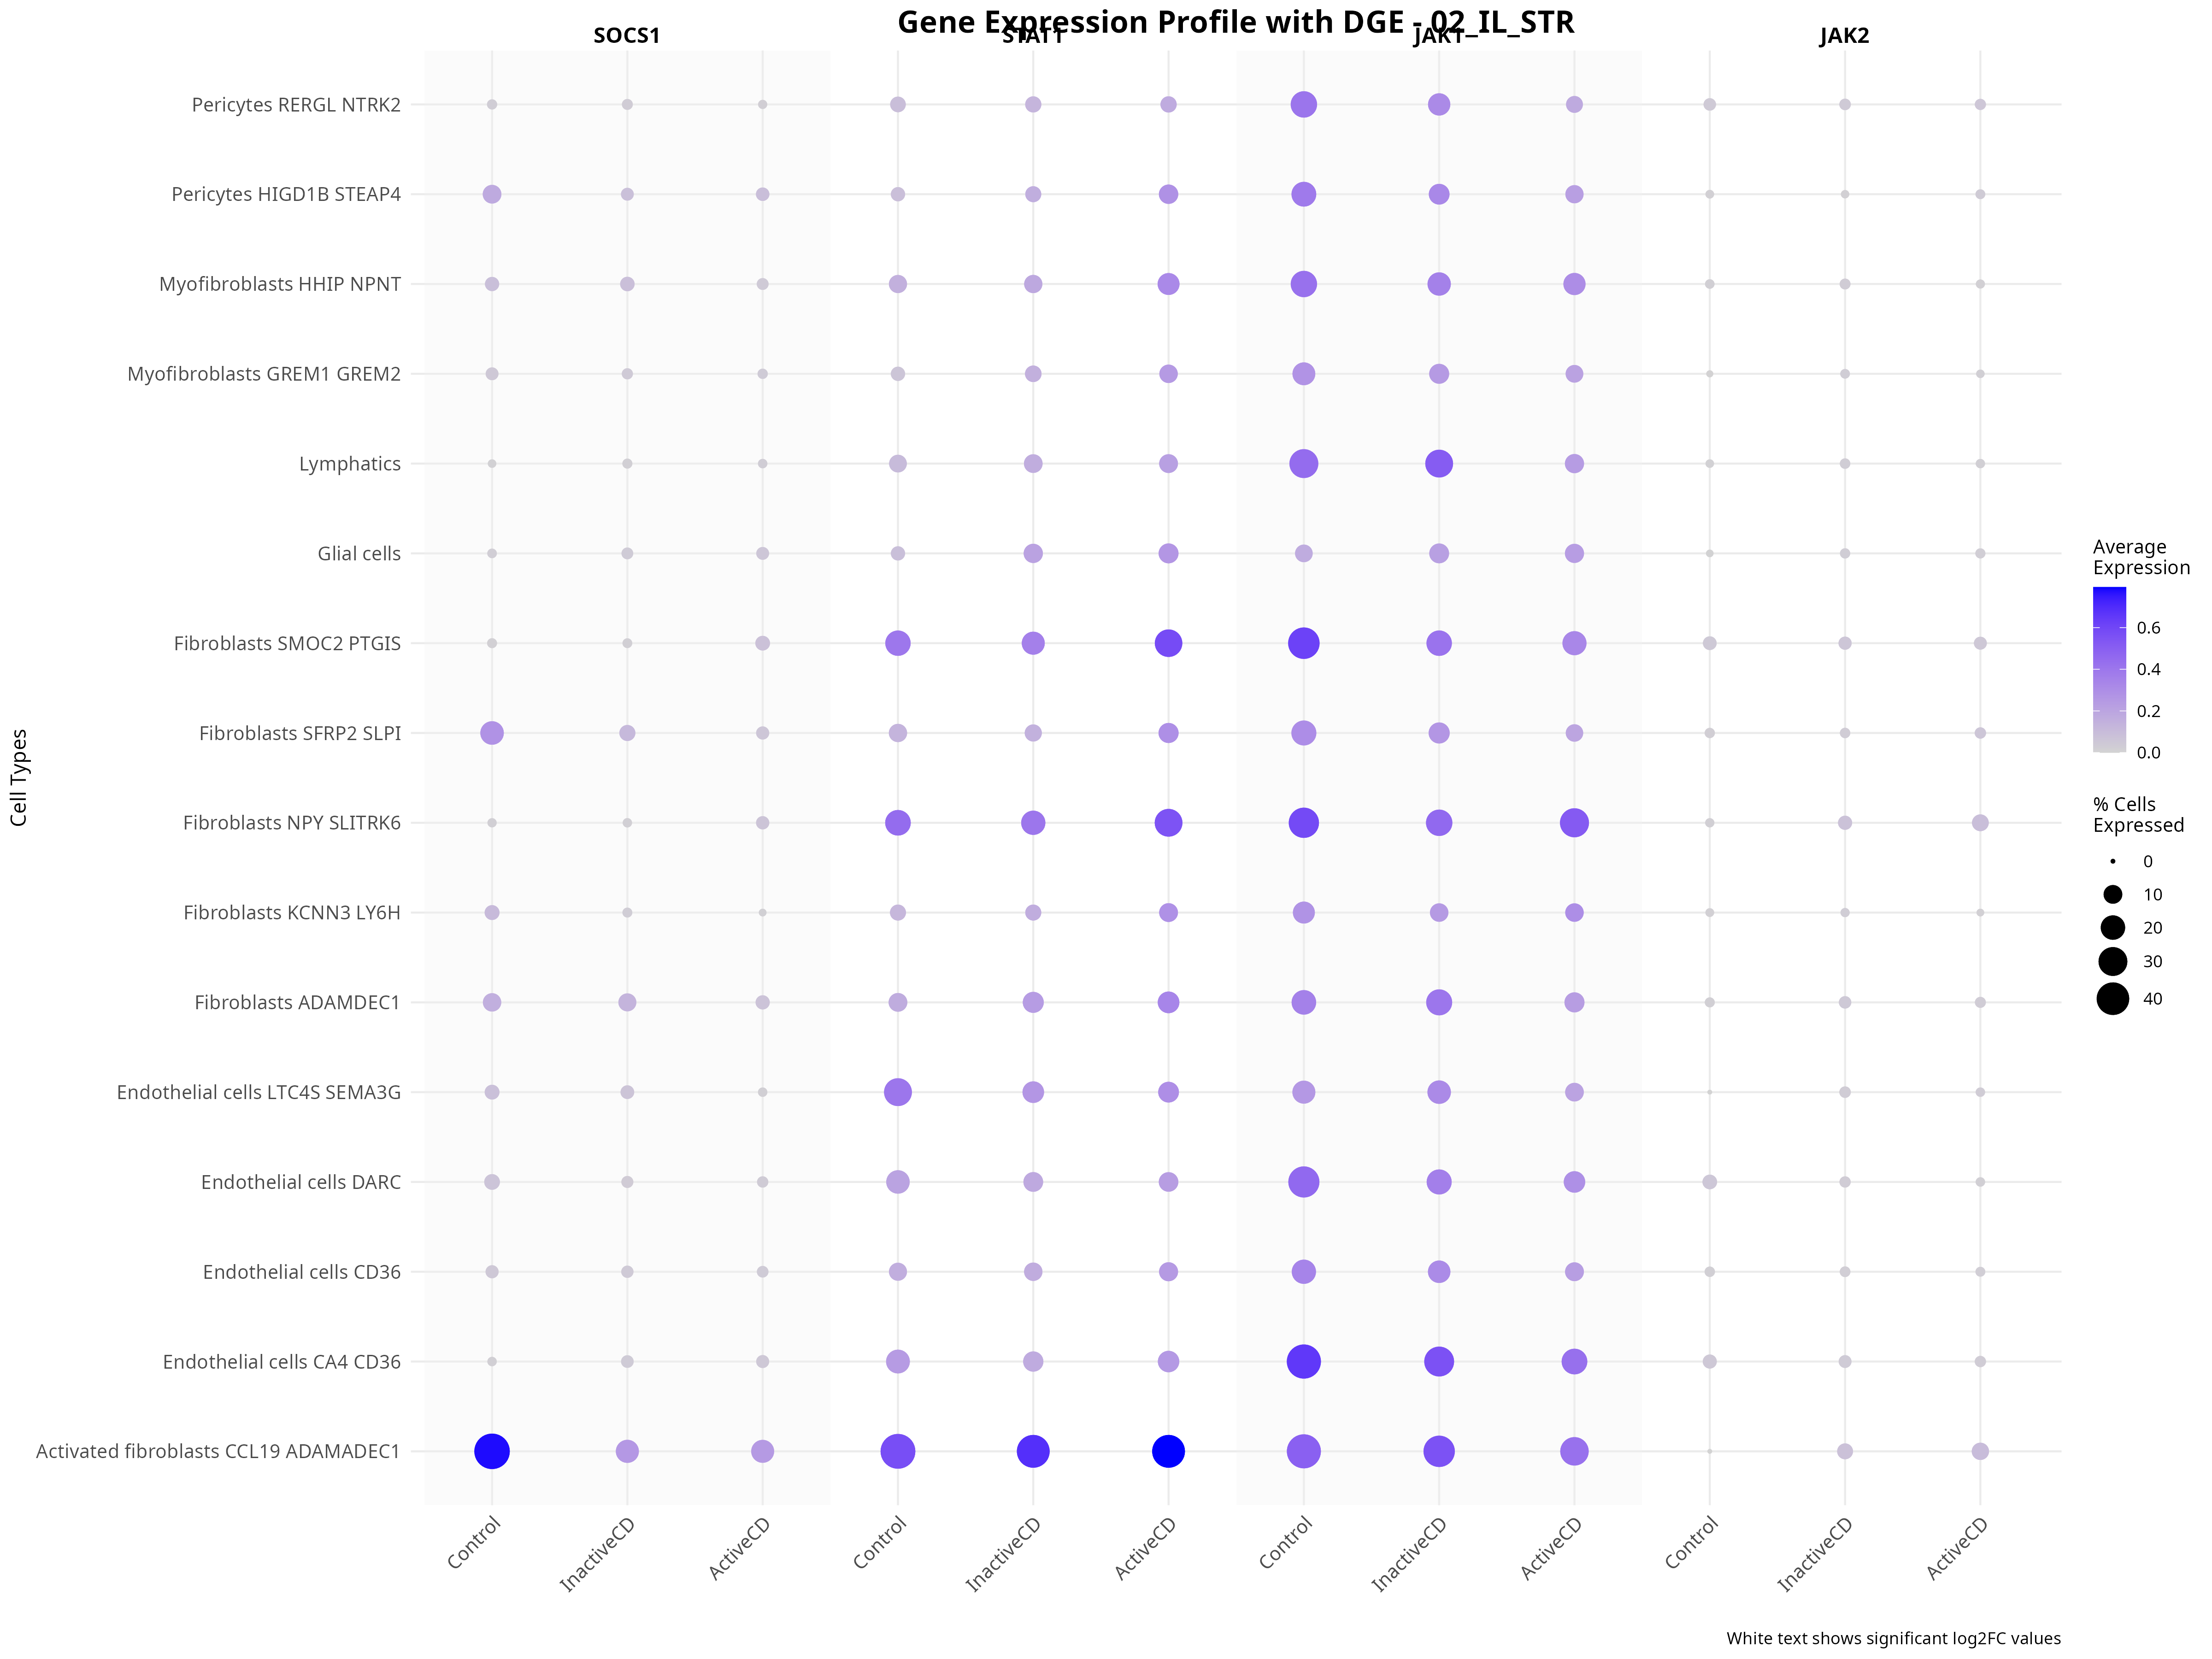 Gene Expression Profile with DGE - 02_IL_STR
SOCS1
STAT1
JAK1
JAK2
Pericytes RERGL NTRK2
Pericytes HIGD1B STEAP4
Myofibroblasts HHIP NPNT
Myofibroblasts GREM1 GREM2
Lymphatics
Glial cells
Fibroblasts SMOC2 PTGIS
Fibroblasts SFRP2 SLPI
Fibroblasts NPY SLITRK6
Fibroblasts KCNN3 LY6H
Fibroblasts ADAMDEC1
Endothelial cells LTC4S SEMA3G
Endothelial cells DARC
Endothelial cells CD36
Endothelial cells CA4 CD36
Activated fibroblasts CCL19 ADAMADEC1
Cell Types
Control
InactiveCD
ActiveCD
Control
InactiveCD
ActiveCD
Control
InactiveCD
ActiveCD
Control
InactiveCD
ActiveCD
Average
Expression
0.6
0.4
0.2
0.0
% Cells
Expressed
0
10
20
30
40
White text shows significant log2FC values